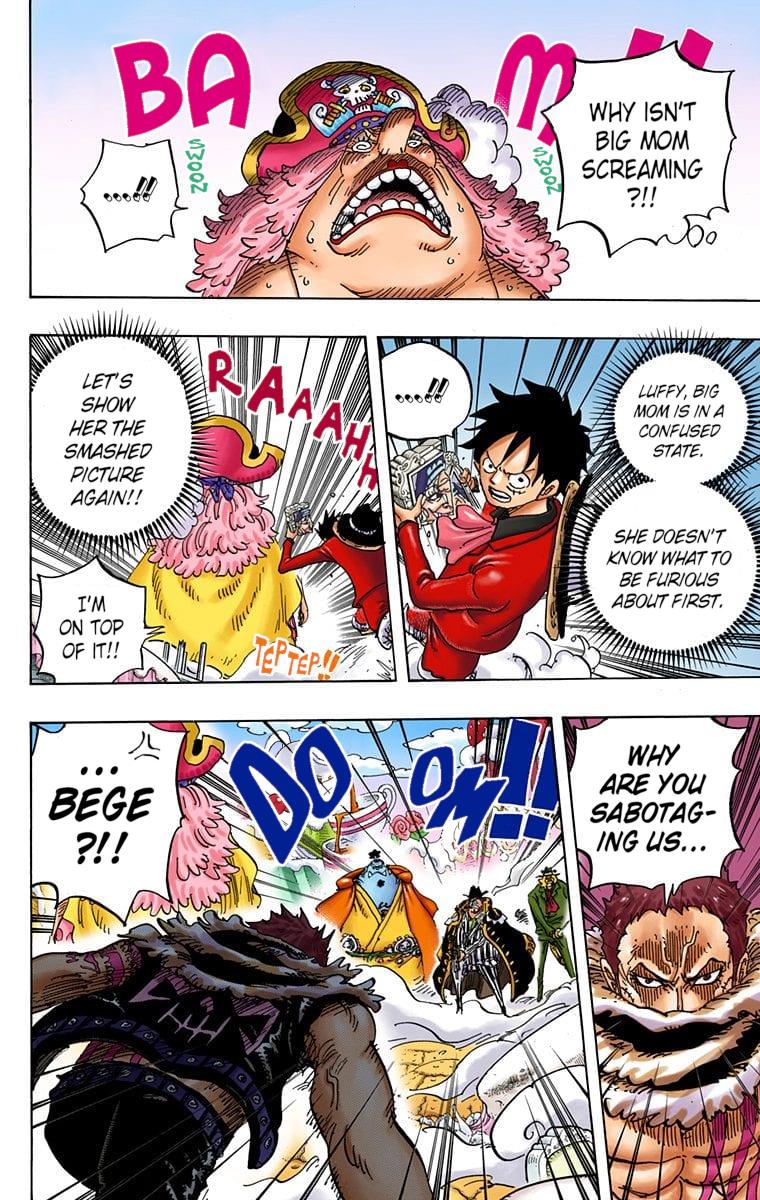 BA
M!!
WHY ISN'T
BIG MOM
SCREAMING
?!!
SWOON
SWOON
....!!
LUFFY, BIG
MOM IS IN A
CONFUSED
STATE.
SHE DOESN'T
KNOW WHAT TO
BE FURIOUS
ABOUT FIRST.
....!!
RAAAHH
LET'S
SHOW
HER THE
SMASHED
PICTURE
AGAIN!!
I'M
ON TOP
OF IT!!
TEP TEP!!
WHY
ARE YOU
SABOTAG-
ING US...
DO OM!!
...
BEGE
?!!